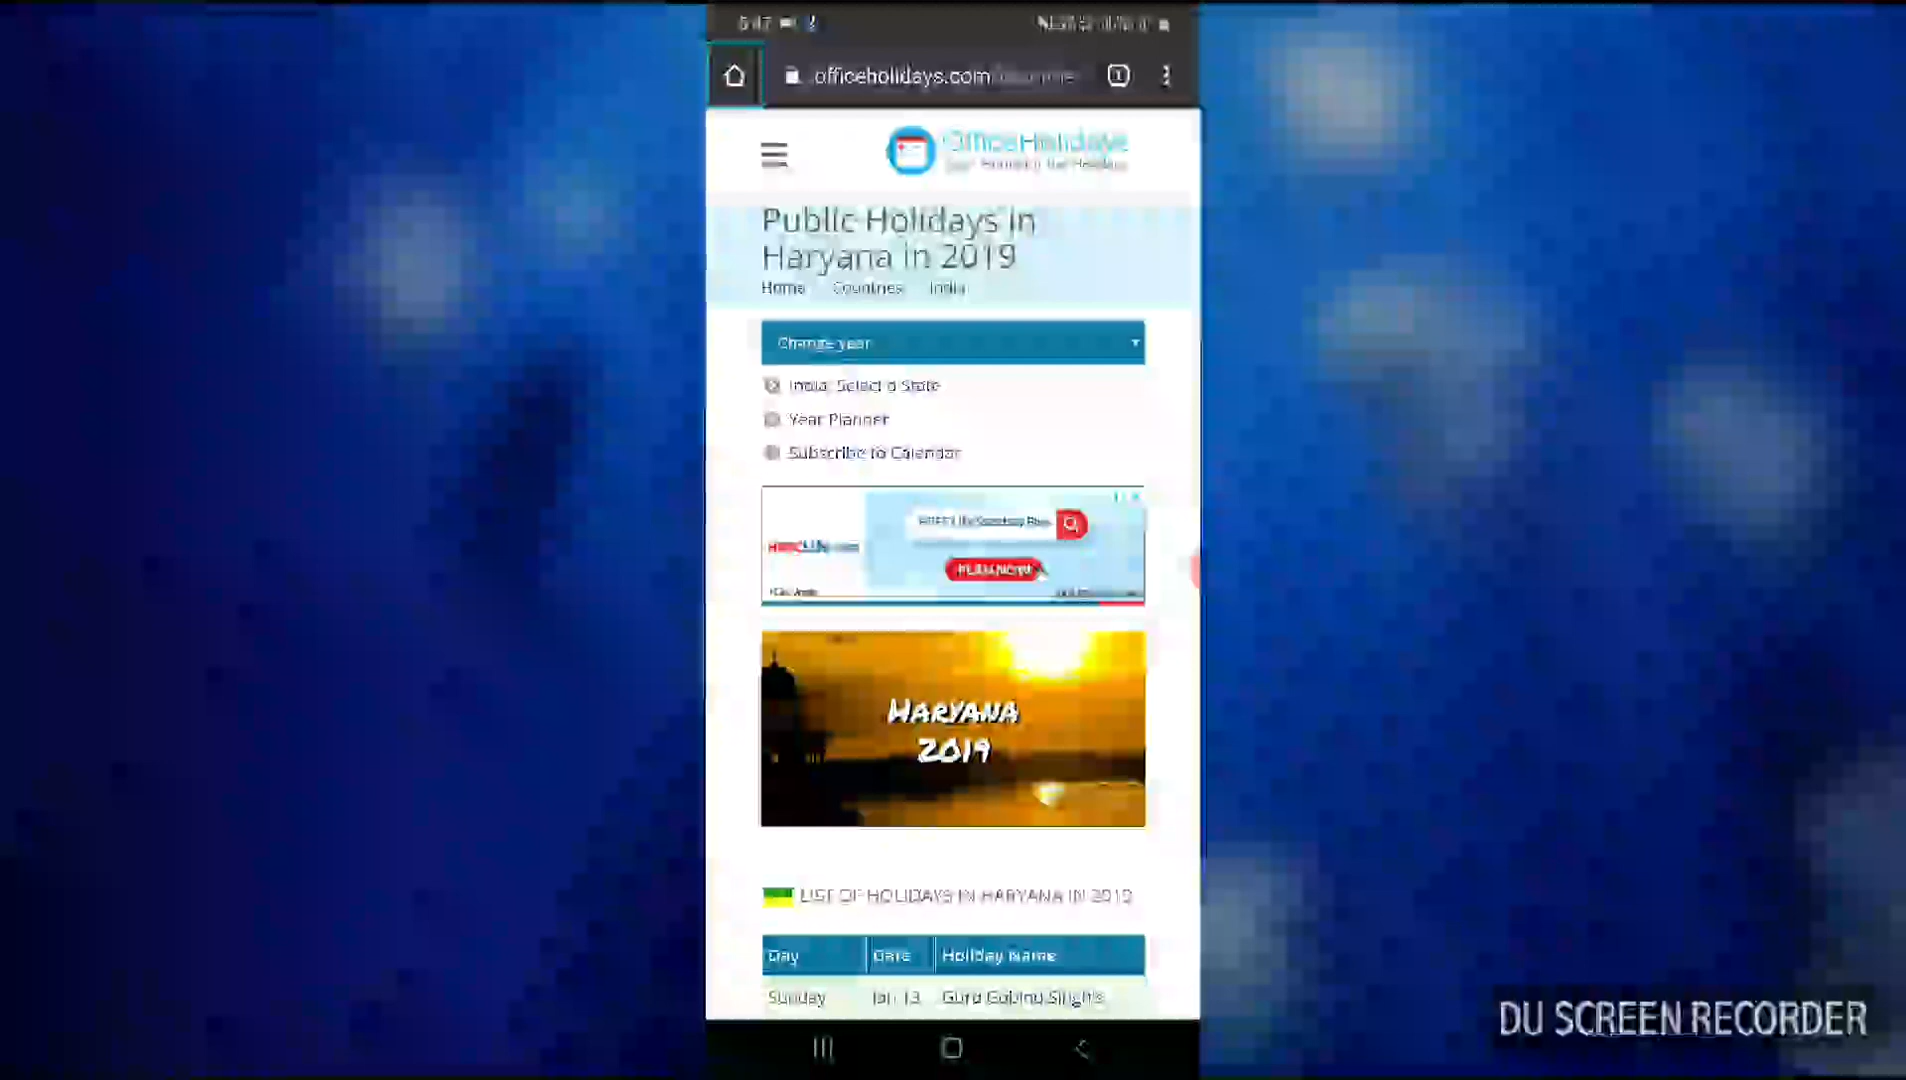 officeholidays.com
1
OfficeHolidays
Public Holidays in
Haryana in 2019
Home Countries India
Change year
India: Select a State
Year Planner
Subscribe to Calendar
HARYANA
2019
LIST OF HOLIDAYS IN HARYANA IN 2019
Day Date Holiday Name
Sunday Jan 13 Guru Gobind Singh's
DU SCREEN RECORDER